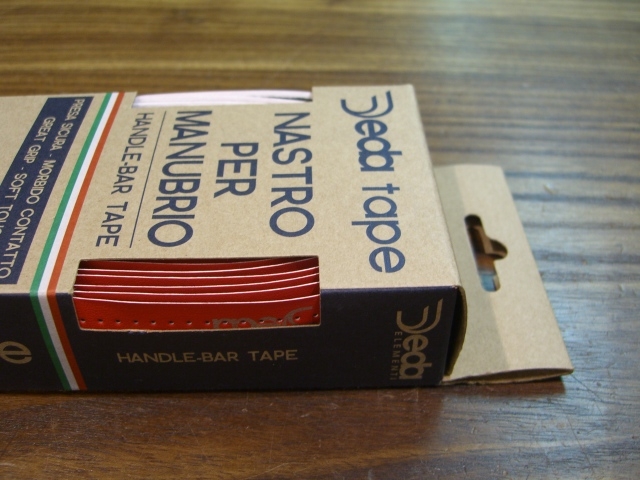 Deda tape
NASTRO
PER
MANUBRIO
HANDLE-BAR TAPE
PRESA SICURA - MORBIDO CONTATTO
GREAT GRIP - SOFT
HANDLE-BAR TAPE
Deda
ELEMENTI